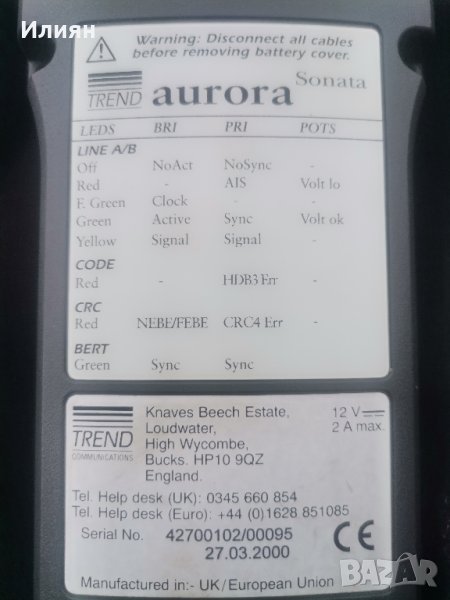 Илиян
Warning: Disconnect all cables
before removing battery cover.
TREND aurora Sonata
LEDS BRI PRI POTS
LINE A/B
Off NoAct NoSync -
Red - AIS Volt lo
F. Green Clock - -
Green Active Sync Volt ok
Yellow Signal Signal -
CODE
Red - HDB3 Err -
CRC
Red NEBE/FEBE CRC4 Err -
BERT
Green Sync Sync
TREND
COMMUNICATIONS
Knaves Beech Estate,
Loudwater,
High Wycombe,
Bucks. HP10 9QZ
England.
12 V
2 A max.
Tel. Help desk (UK): 0345 660 854
Tel. Help desk (Euro): +44 (0)1628 851085
Serial No. 42700102/00095
27.03.2000
CE
Manufactured in:- UK/European Union
BAZAR